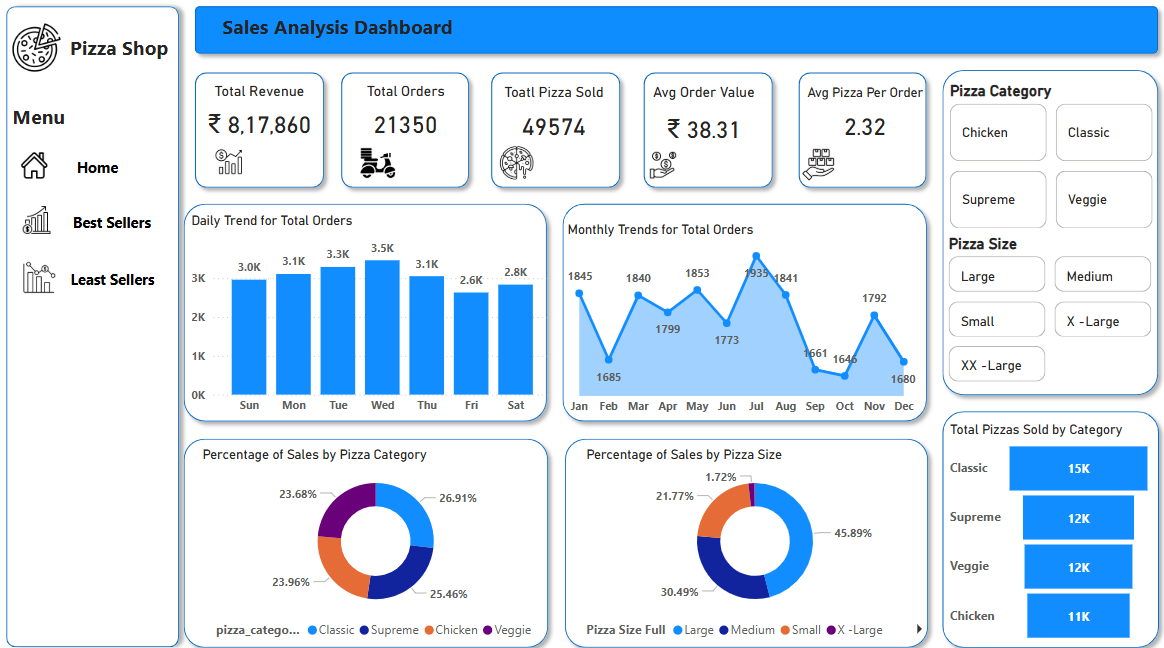 Pizza Shop
Menu
Home
Best Sellers
Least Sellers
Sales Analysis Dashboard
Total Revenue
₹ 8,17,860
Total Orders
21350
Toatl Pizza Sold
49574
Avg Order Value
₹ 38.31
Avg Pizza Per Order
2.32
Pizza Category
Chicken
Classic
Supreme
Veggie
Pizza Size
Large
Medium
Small
X -Large
XX -Large
Daily Trend for Total Orders
3K
2K
1K
0K
3.0K
3.1K
3.3K
3.5K
3.1K
2.6K
2.8K
Sun Mon Tue Wed Thu Fri Sat
Monthly Trends for Total Orders
1845
1685
1840
1799
1853
1773
1935
1841
1661
1646
1792
1680
Jan Feb Mar Apr May Jun Jul Aug Sep Oct Nov Dec
Percentage of Sales by Pizza Category
23.68%
26.91%
23.96%
25.46%
pizza_catego... Classic Supreme Chicken Veggie
Percentage of Sales by Pizza Size
1.72%
21.77%
45.89%
30.49%
Pizza Size Full Large Medium Small X -Large
Total Pizzas Sold by Category
Classic 15K
Supreme 12K
Veggie 12K
Chicken 11K